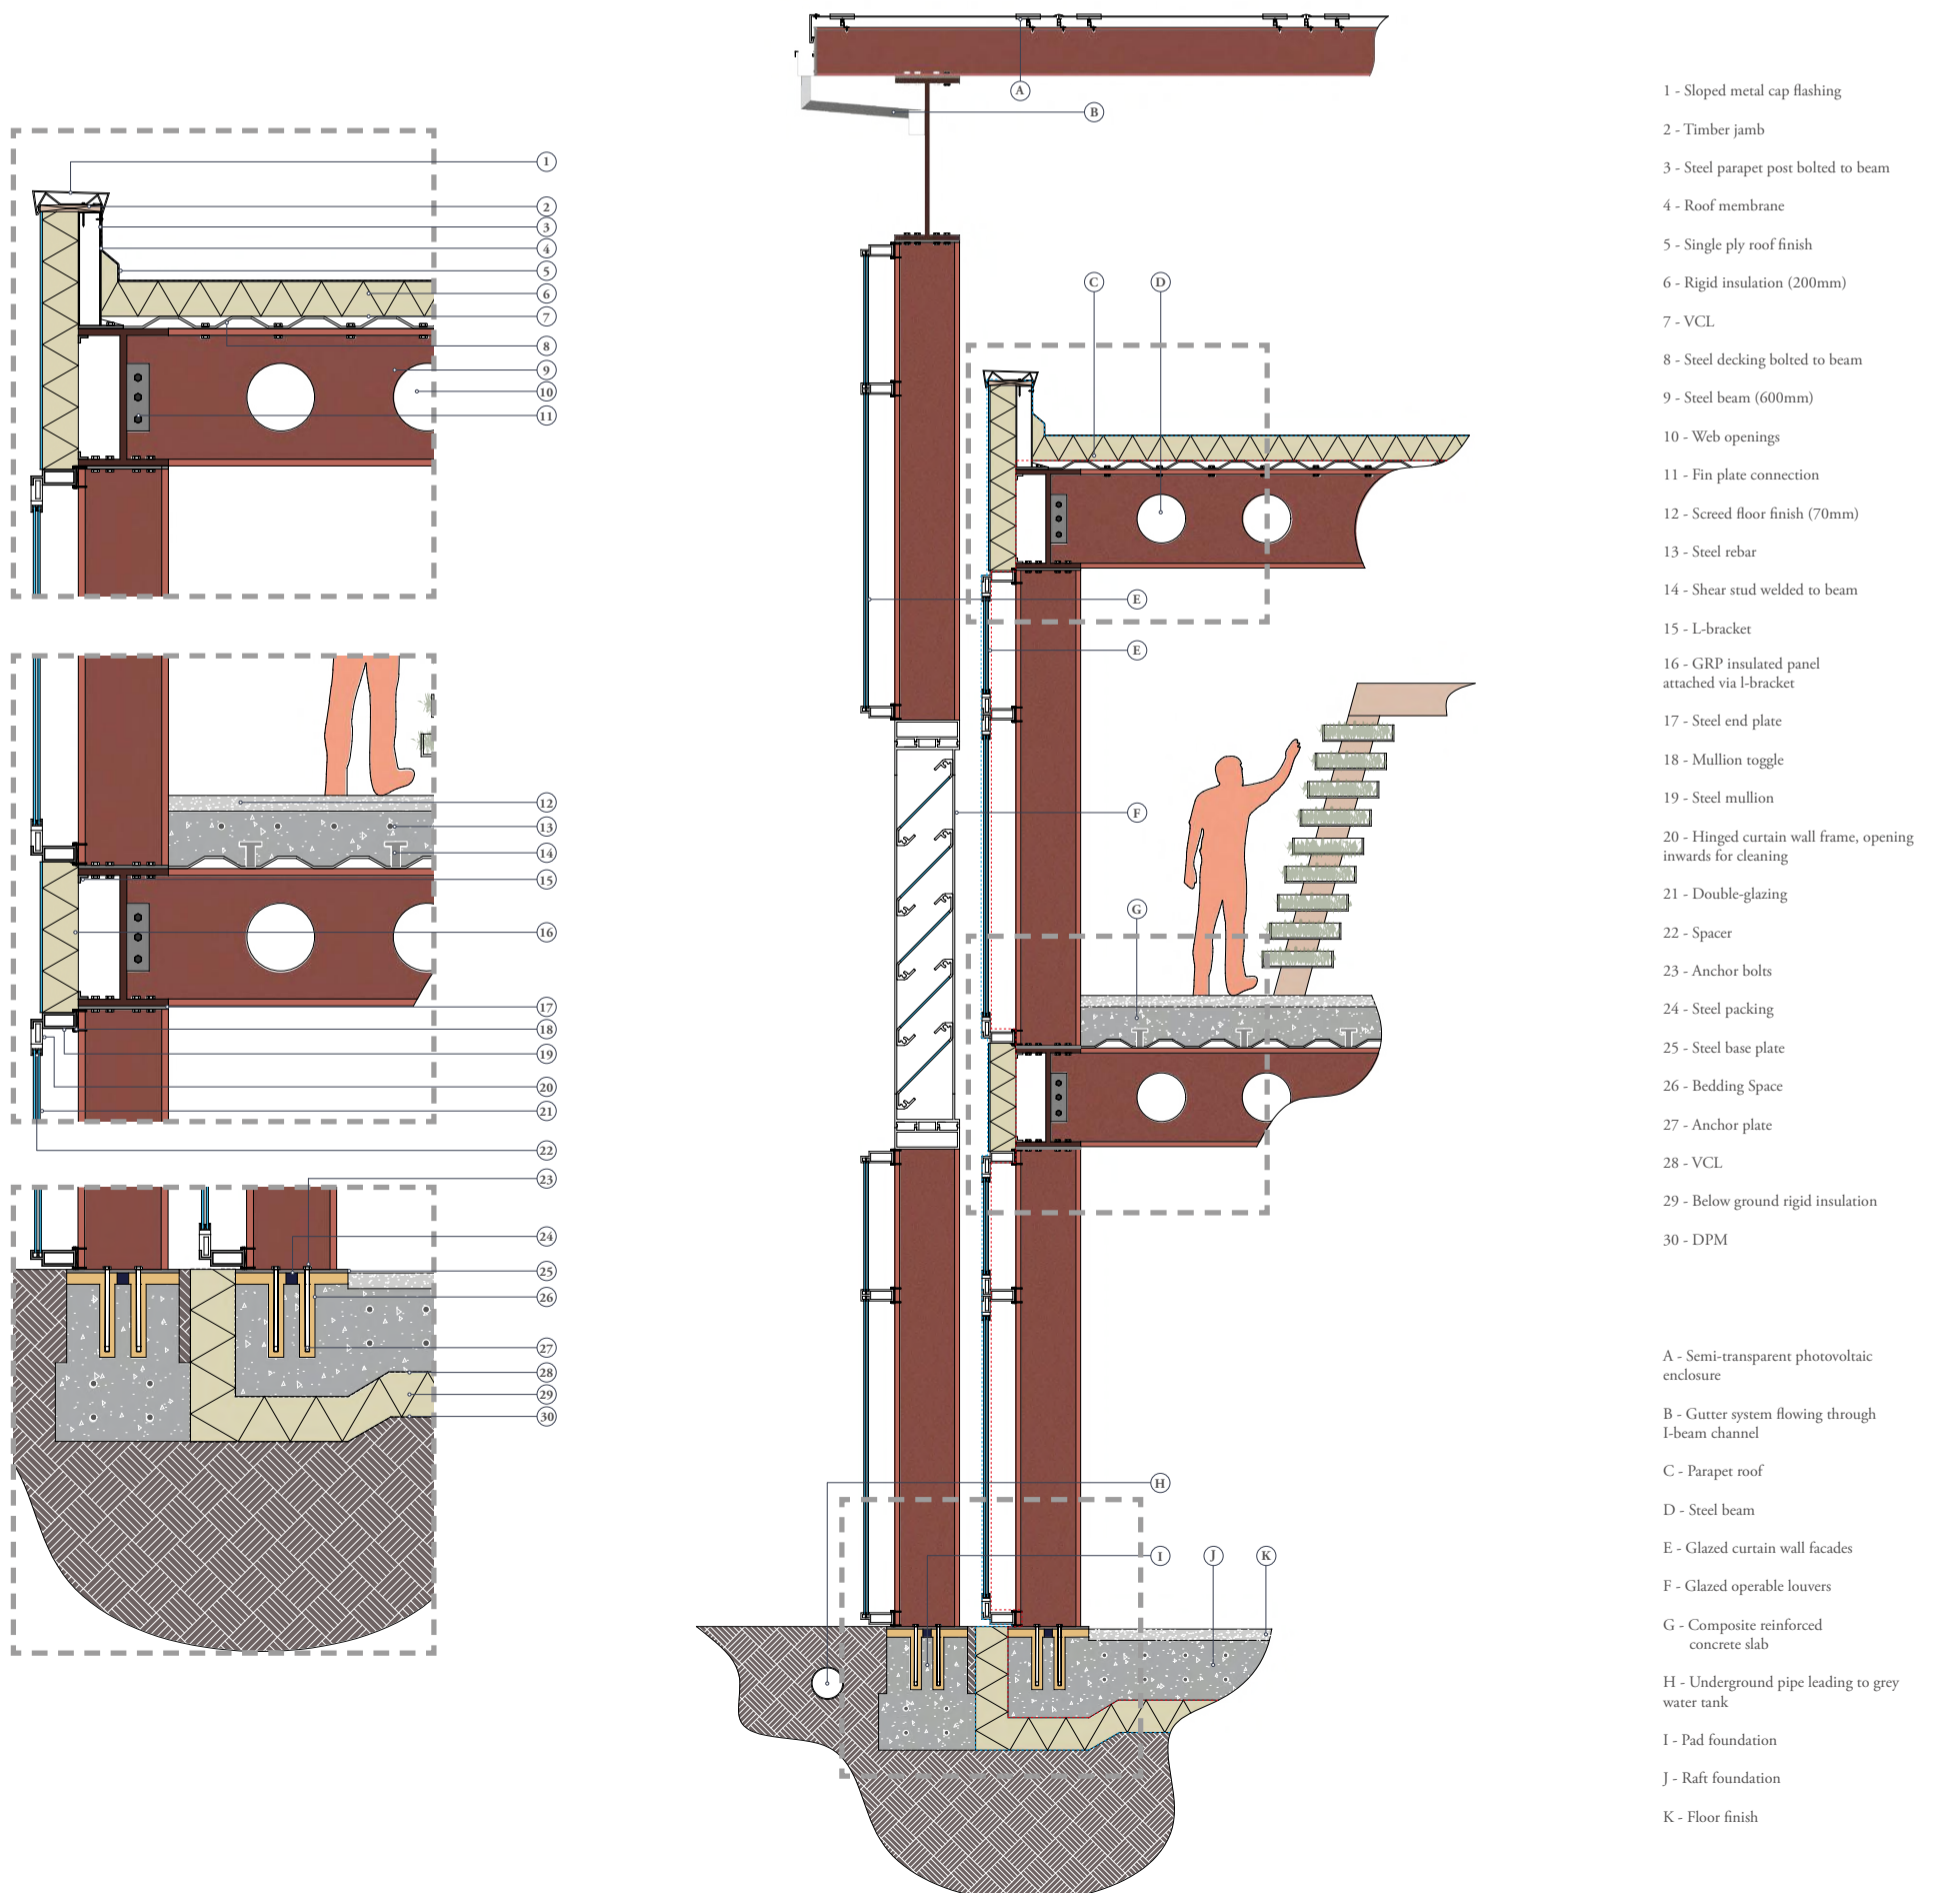 A
B
1
2
3
4
5
6
7
8
9
10
11
C
D
E
E
12
13
14
15
16
17
18
19
20
21
22
F
G
23
24
25
26
27
28
29
30
H
I
J
K
1 - Sloped metal cap flashing
2 - Timber jamb
3 - Steel parapet post bolted to beam
4 - Roof membrane
5 - Single ply roof finish
6 - Rigid insulation (200mm)
7 - VCL
8 - Steel decking bolted to beam
9 - Steel beam (600mm)
10 - Web openings
11 - Fin plate connection
12 - Screed floor finish (70mm)
13 - Steel rebar
14 - Shear stud welded to beam
15 - L-bracket
16 - GRP insulated panel
attached via l-bracket
17 - Steel end plate
18 - Mullion toggle
19 - Steel mullion
20 - Hinged curtain wall frame, opening
inwards for cleaning
21 - Double-glazing
22 - Spacer
23 - Anchor bolts
24 - Steel packing
25 - Steel base plate
26 - Bedding Space
27 - Anchor plate
28 - VCL
29 - Below ground rigid insulation
30 - DPM
A - Semi-transparent photovoltaic
enclosure
B - Gutter system flowing through
I-beam channel
C - Parapet roof
D - Steel beam
E - Glazed curtain wall facades
F - Glazed operable louvers
G - Composite reinforced
concrete slab
H - Underground pipe leading to grey
water tank
I - Pad foundation
J - Raft foundation
K - Floor finish